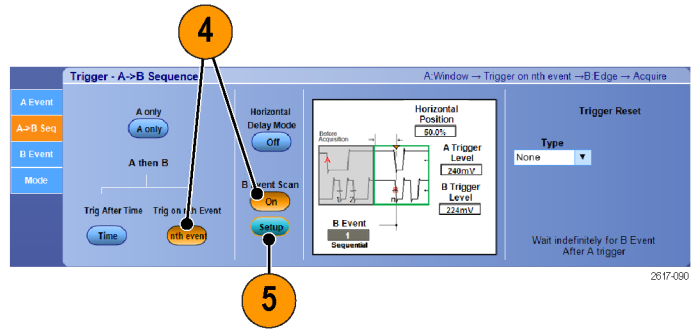 4
Trigger - A->B Sequence
A:Window → Trigger on nth event →B:Edge → Acquire
A Event
A->B Seq
B Event
Mode
A only
A only
A then B
Trig After Time
Trig on nth Event
Time
nth event
Horizontal
Delay Mode
Off
B Event Scan
On
Setup
Before
Acquisition
A
1
2
B
n
Horizontal
Position
50.0%
A Trigger
Level
240mV
B Trigger
Level
224mV
B Event
1
Sequential
Trigger Reset
Type
None
Wait indefinitely for B Event
After A trigger
2617-090
5